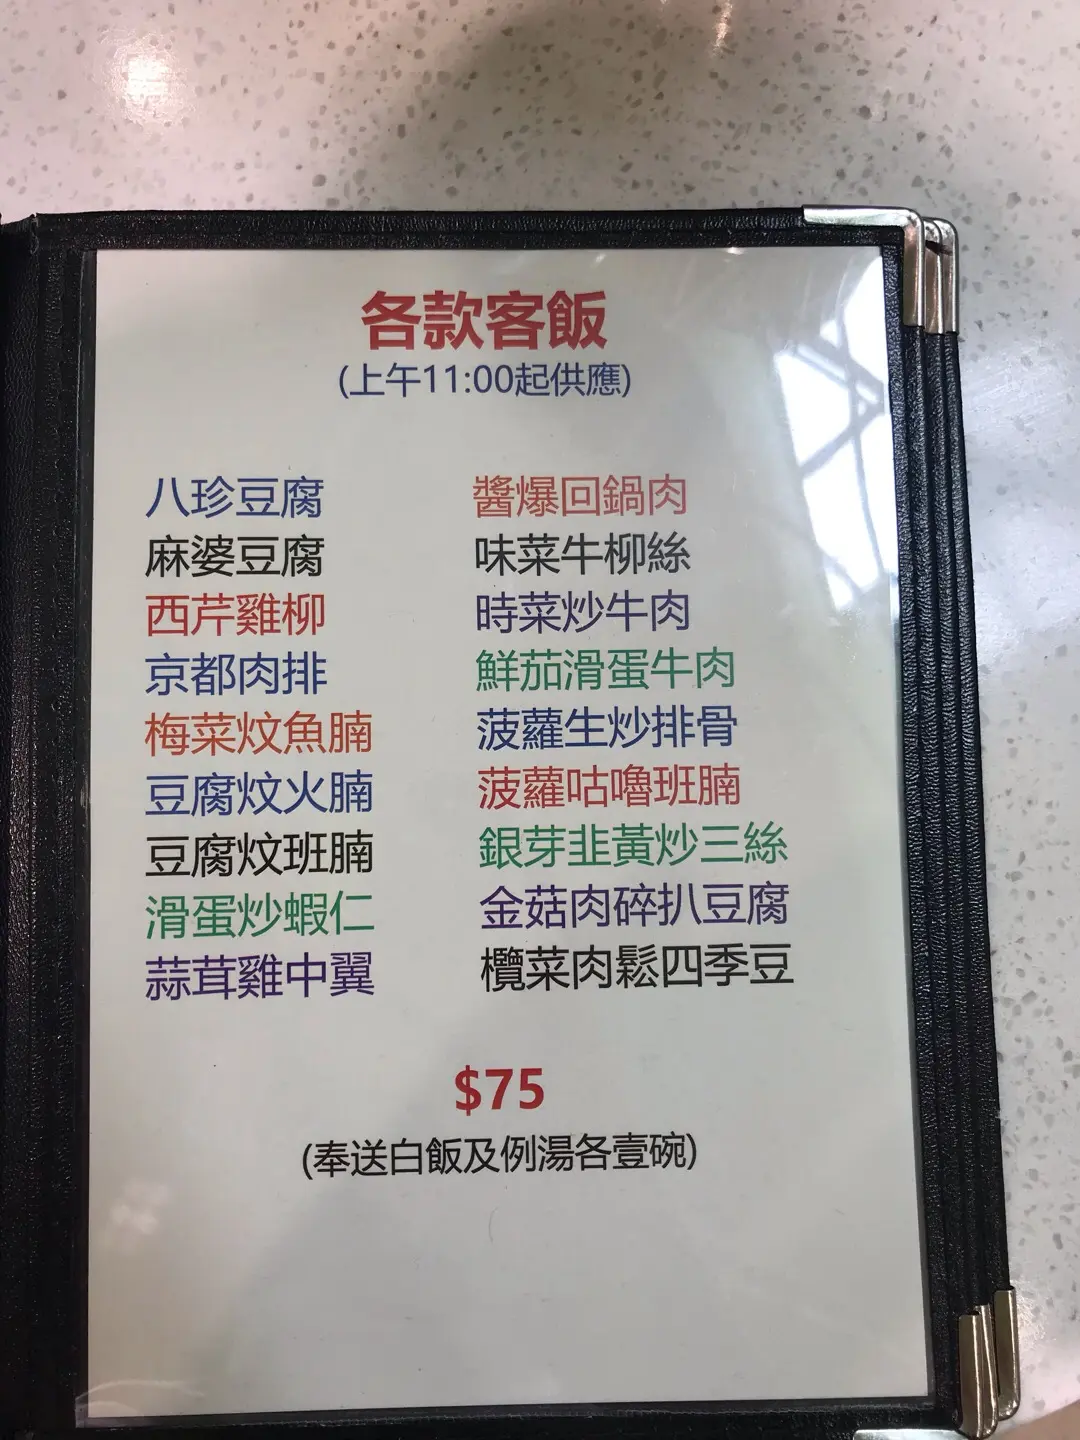 各款客飯
(上午11:00起供應)
八珍豆腐
麻婆豆腐
西芹雞柳
京都肉排
梅菜炆魚腩
豆腐炆火腩
豆腐炆班腩
滑蛋炒蝦仁
蒜茸雞中翼
醬爆回鍋肉
味菜牛柳絲
時菜炒牛肉
鮮茄滑蛋牛肉
菠蘿生炒排骨
菠蘿咕嚕班腩
銀芽韭黃炒三絲
金菇肉碎扒豆腐
欖菜肉鬆四季豆
$75
(奉送白飯及例湯各壹碗)